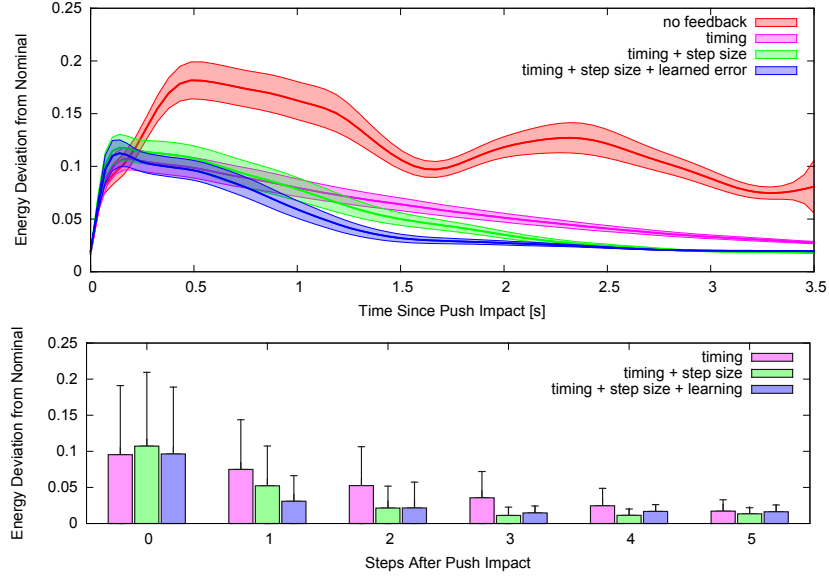 Energy Deviation from Nominal
0.25
0.2
0.15
0.1
0.05
0
no feedback
timing
timing + step size
timing + step size + learned error
0
0.5
1
1.5
2
2.5
3
3.5
Time Since Push Impact [s]
Energy Deviation from Nominal
0.25
0.2
0.15
0.1
0.05
0
timing
timing + step size
timing + step size + learning
0
1
2
3
4
5
Steps After Push Impact